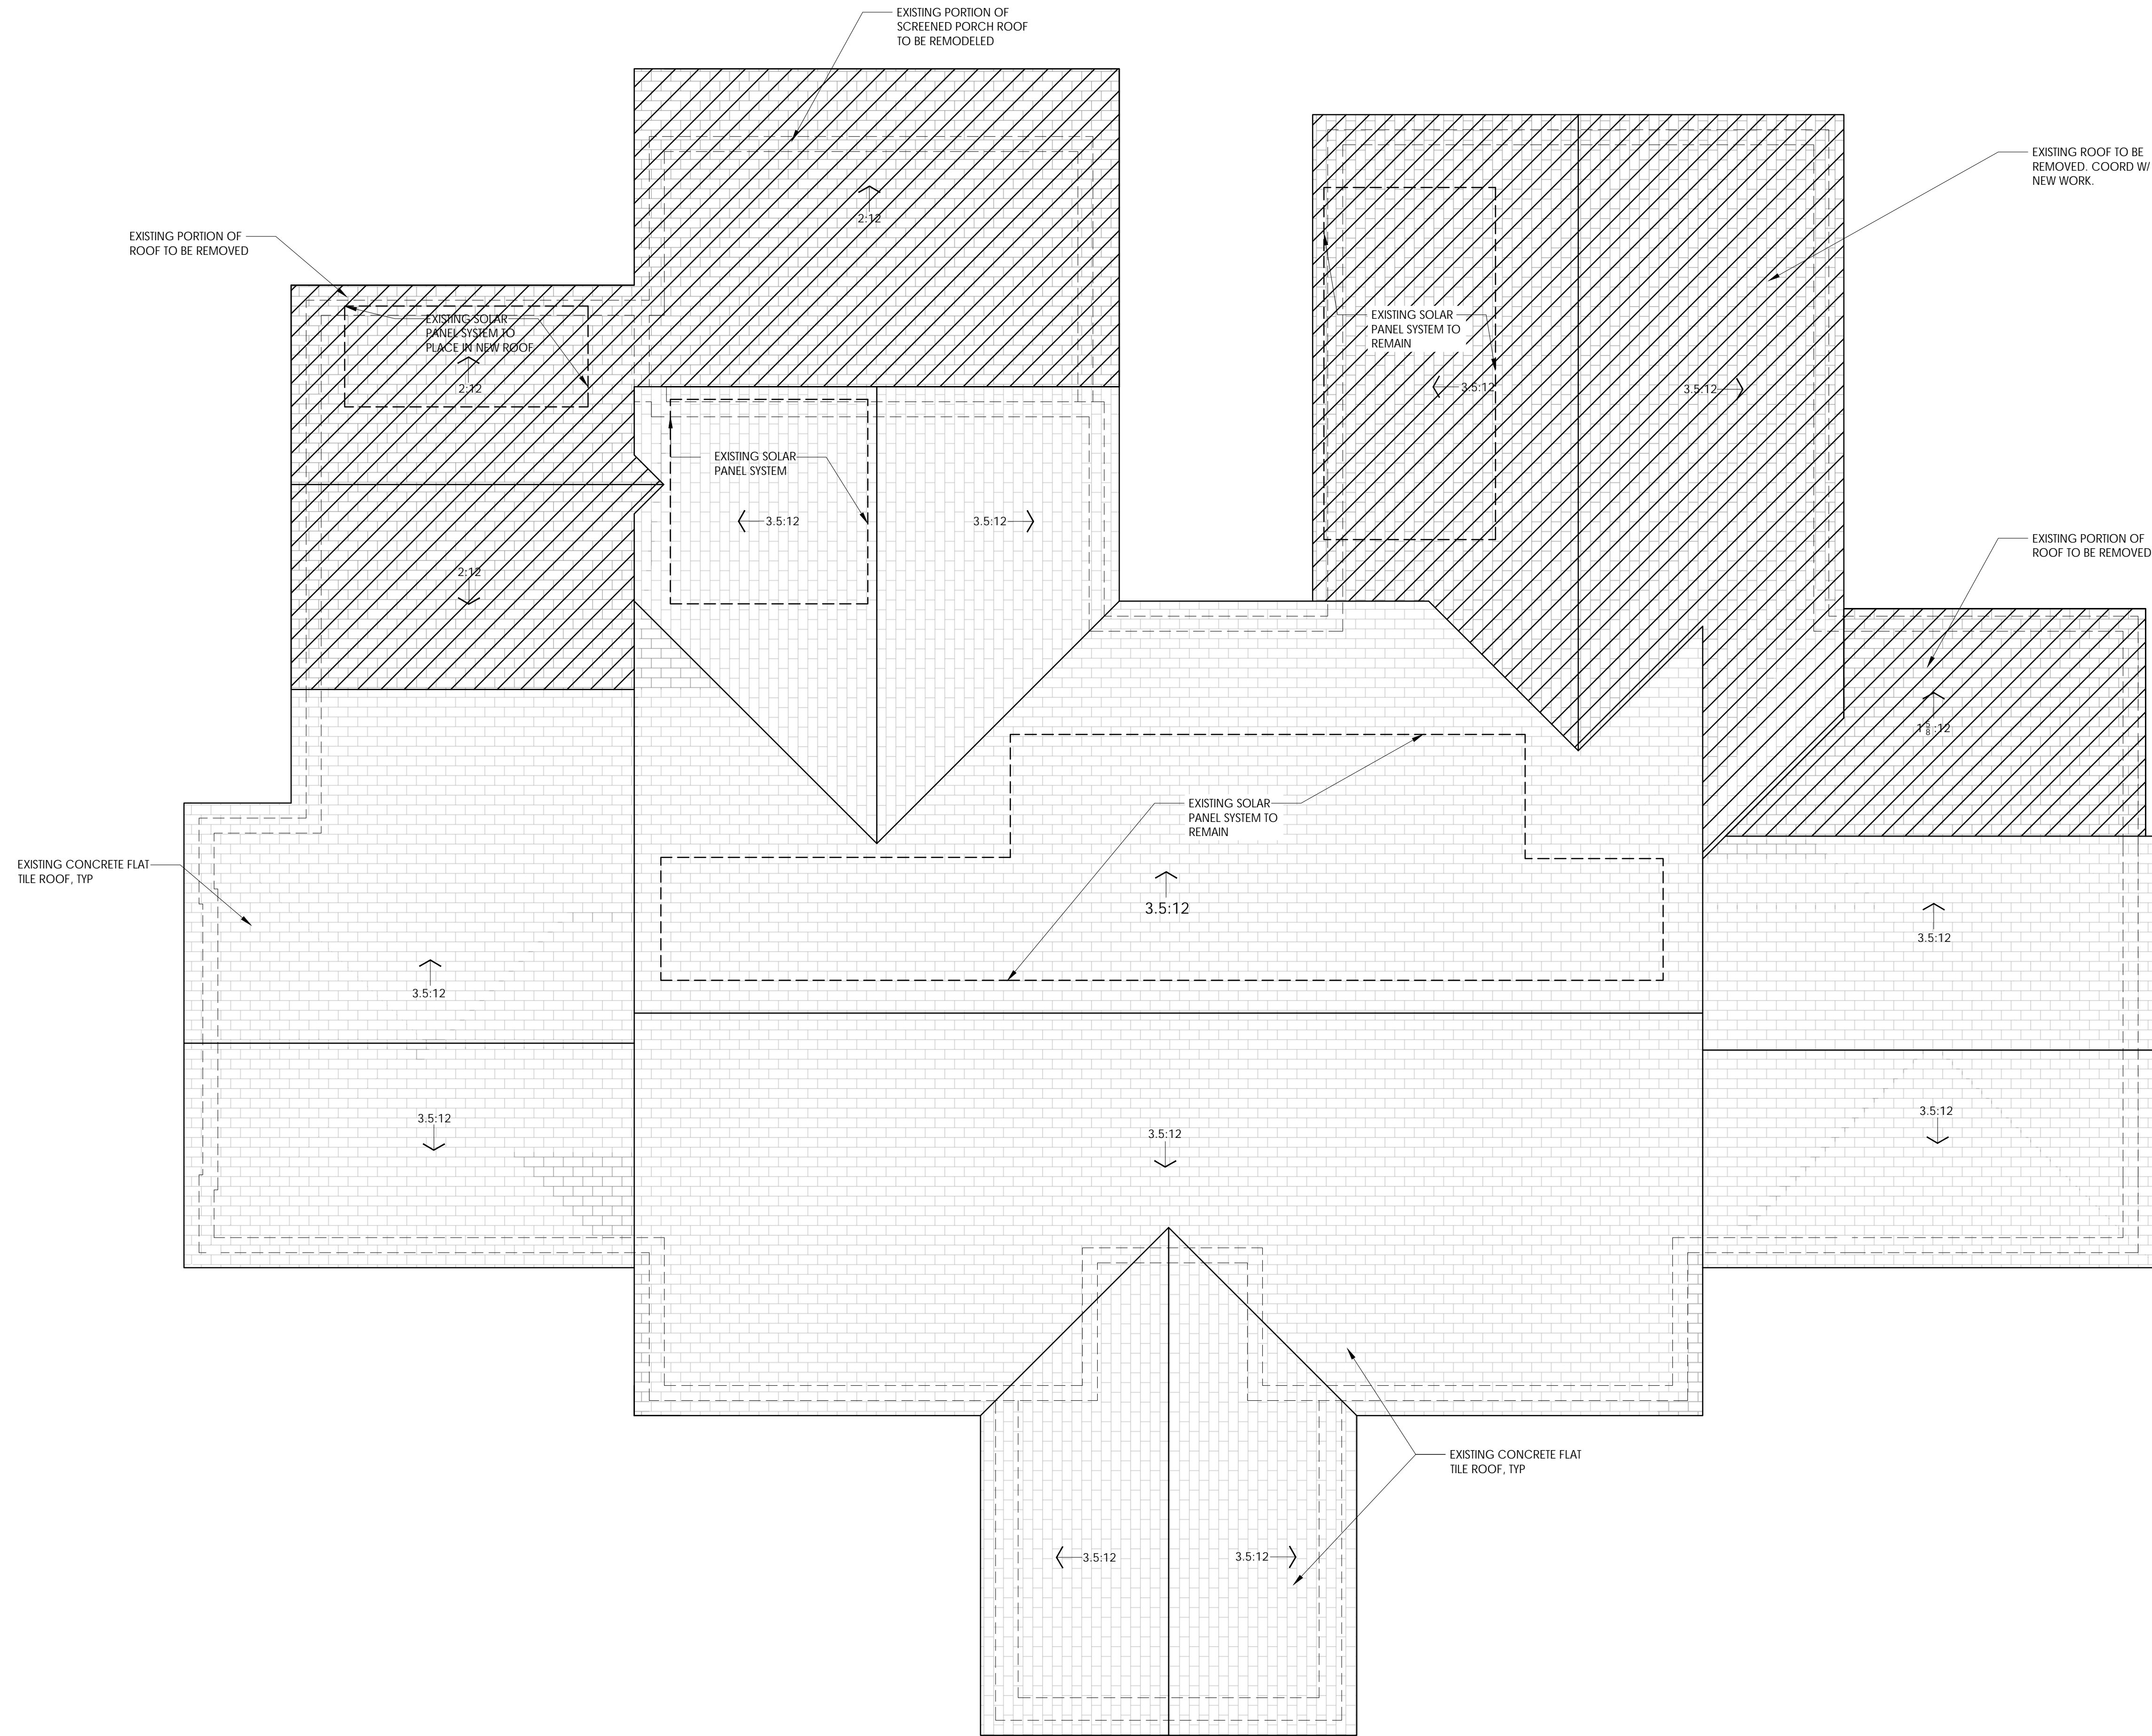 EXISTING PORTION OF
SCREENED PORCH ROOF
TO BE REMODELED
EXISTING ROOF TO BE
REMOVED. COORD W/
NEW WORK.
2:12
EXISTING PORTION OF
ROOF TO BE REMOVED
EXISTING SOLAR
PANEL SYSTEM TO
PLACE IN NEW ROOF
2:12
EXISTING SOLAR
PANEL SYSTEM TO
REMAIN
3.5:12
3.5:12
EXISTING SOLAR
PANEL SYSTEM
3.5:12
3.5:12
2:12
EXISTING PORTION OF
ROOF TO BE REMOVED
1 5/8:12
EXISTING SOLAR
PANEL SYSTEM TO
REMAIN
EXISTING CONCRETE FLAT
TILE ROOF, TYP
3.5:12
3.5:12
3.5:12
3.5:12
3.5:12
3.5:12
EXISTING CONCRETE FLAT
TILE ROOF, TYP
3.5:12
3.5:12